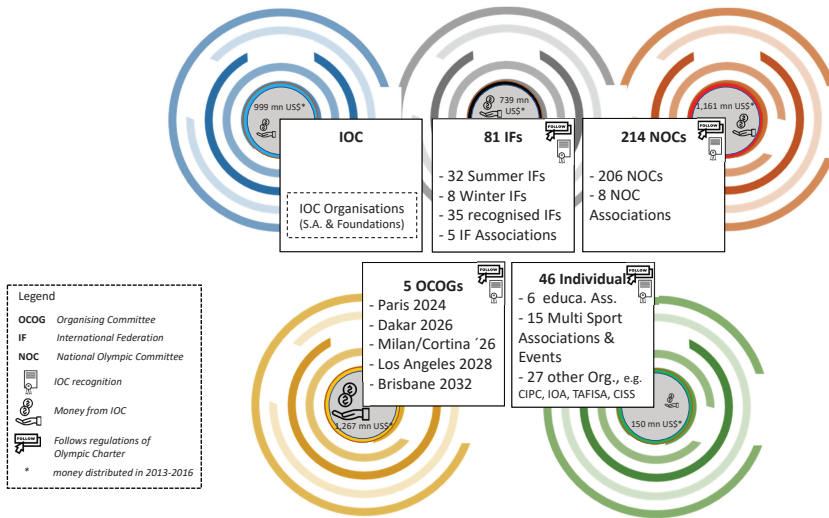 999 mn US$*
739 mn
US$*
1,161 mn US$*
IOC
IOC Organisations
(S.A. & Foundations)
81 IFs
FOLLOW
- 32 Summer IFs
- 8 Winter IFs
- 35 recognised IFs
- 5 IF Associations
214 NOCs
FOLLOW
- 206 NOCs
- 8 NOC
Associations
5 OCOGs
FOLLOW
- Paris 2024
- Dakar 2026
- Milan/Cortina ´26
- Los Angeles 2028
- Brisbane 2032
1,267 mn US$*
46 Individuals
FOLLOW
- 6 educa. Ass.
- 15 Multi Sport
Associations &
Events
- 27 other Org., e.g.
CIPC, IOA, TAFISA, CISS
150 mn US$*
Legend
OCOG Organising Committee
IF International Federation
NOC National Olympic Committee
IOC recognition
Money from IOC
FOLLOW Follows regulations of
Olympic Charter
* money distributed in 2013-2016